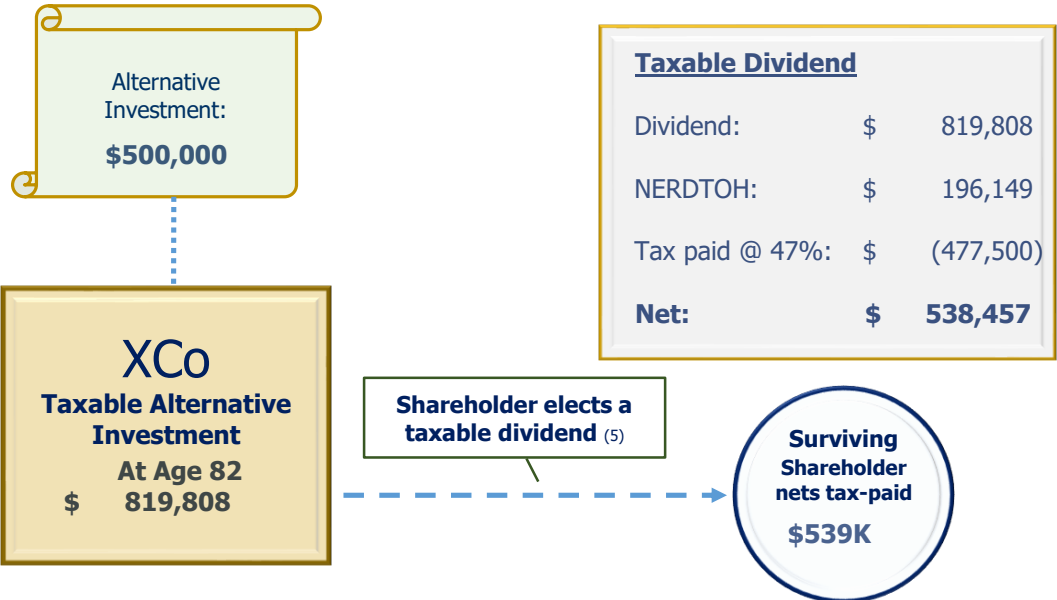 Alternative
Investment:
$500,000
Taxable Dividend
Dividend: $ 819,808
NERDTOH: $ 196,149
Tax paid @ 47%: $ (477,500)
Net: $ 538,457
XCo
Taxable Alternative
Investment
At Age 82
$ 819,808
Shareholder elects a
taxable dividend (5)
Surviving
Shareholder
nets tax-paid
$539K